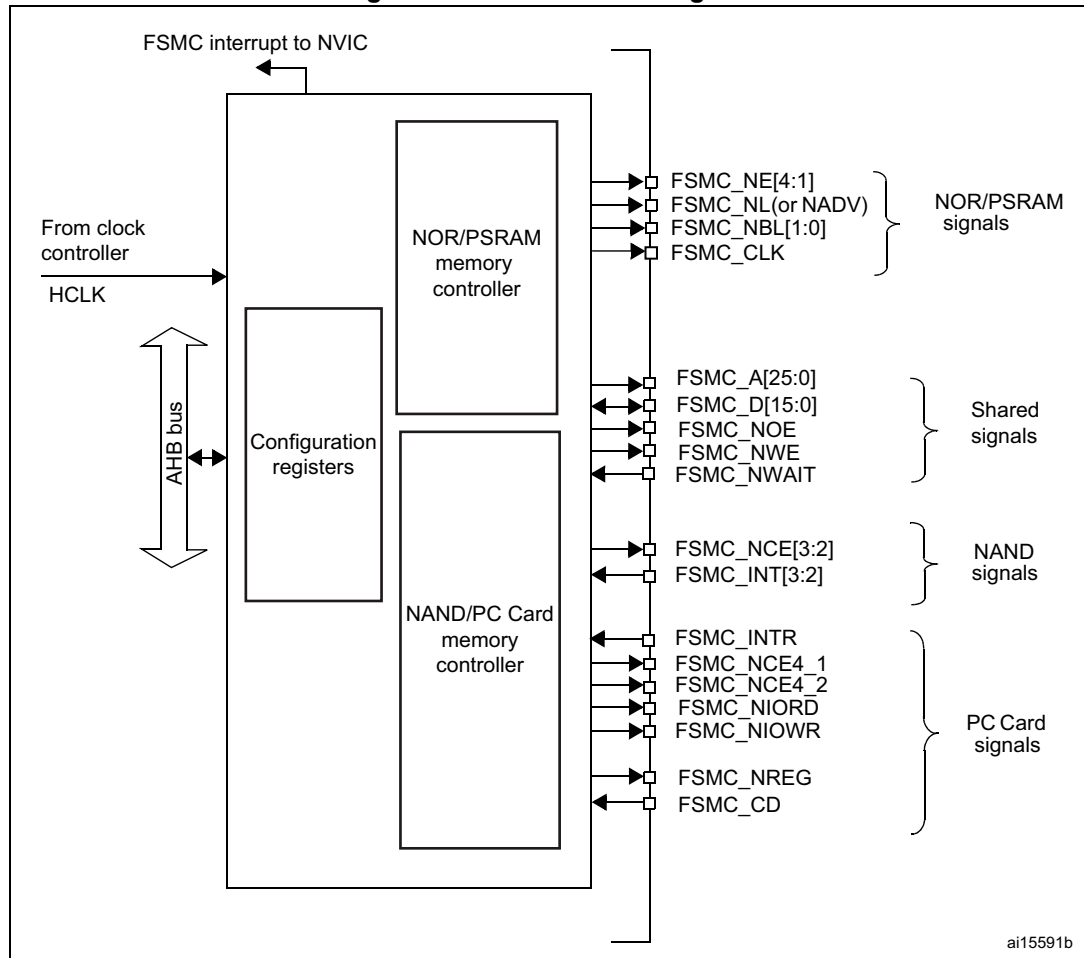 FSMC interrupt to NVIC
From clock
controller
HCLK
AHB bus
Configuration
registers
NOR/PSRAM
memory
controller
NAND/PC Card
memory
controller
FSMC_NE[4:1]
FSMC_NL(or NADV)
FSMC_NBL[1:0]
FSMC_CLK
NOR/PSRAM
signals
FSMC_A[25:0]
FSMC_D[15:0]
FSMC_NOE
FSMC_NWE
FSMC_NWAIT
Shared
signals
FSMC_NCE[3:2]
FSMC_INT[3:2]
NAND
signals
FSMC_INTR
FSMC_NCE4_1
FSMC_NCE4_2
FSMC_NIORD
FSMC_NIOWR
FSMC_NREG
FSMC_CD
PC Card
signals
ai15591b